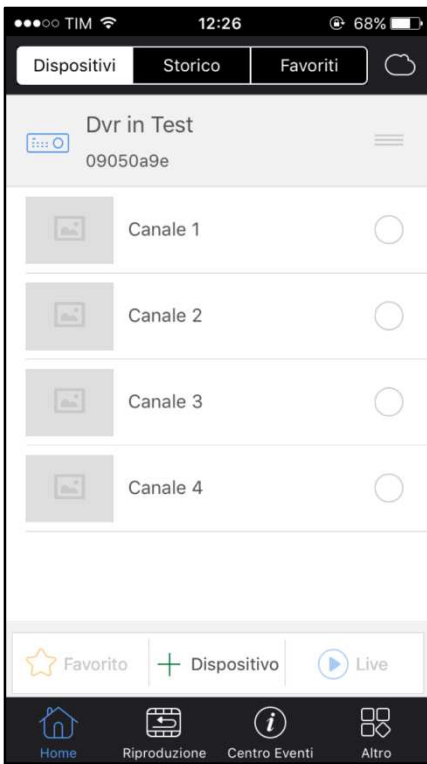 TIM 12:26 68%
Dispositivi Storico Favoriti
Dvr in Test
09050a9e
Canale 1
Canale 2
Canale 3
Canale 4
Favorito + Dispositivo Live
Home Riproduzione Centro Eventi Altro